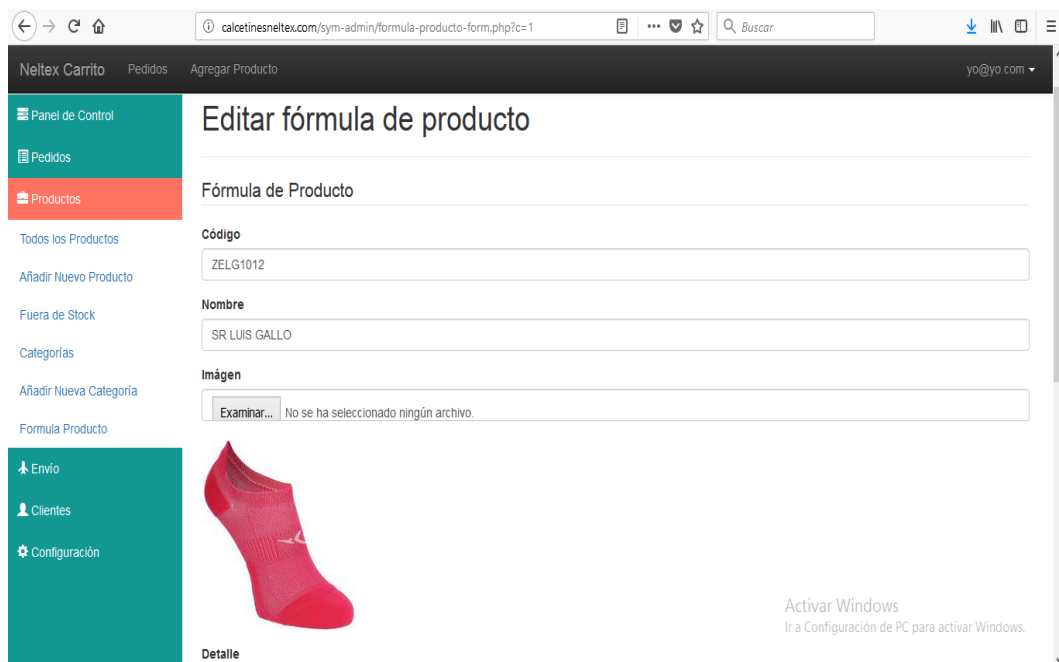 calcetinesneltex.com/sym-admin/formula-producto-form.php?c=1
Buscar
Neltex Carrito
Pedidos
Agregar Producto
yo@yo.com
Panel de Control
Pedidos
Productos
Todos los Productos
Añadir Nuevo Producto
Fuera de Stock
Categorías
Añadir Nueva Categoría
Formula Producto
Envío
Clientes
Configuración
Editar fórmula de producto
Fórmula de Producto
Código
ZELG1012
Nombre
SR LUIS GALLO
Imágen
Examinar... No se ha seleccionado ningún archivo.
Detalle
Activar Windows
Ir a Configuración de PC para activar Windows.